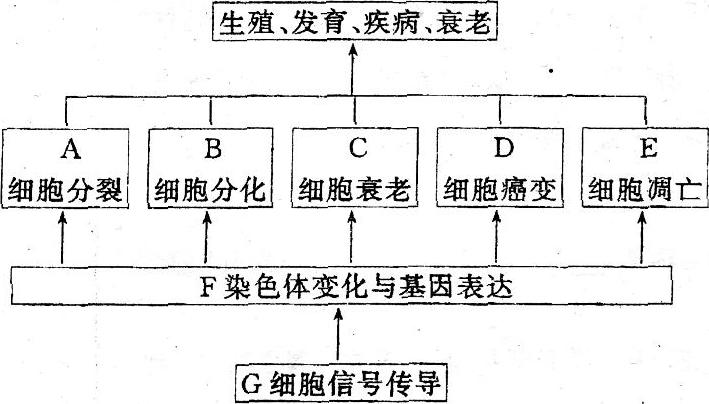 生殖、发育、疾病、衰老
A
细胞分裂
B
细胞分化
C
细胞衰老
D
细胞癌变
E
细胞凋亡
F染色体变化与基因表达
G细胞信号传导